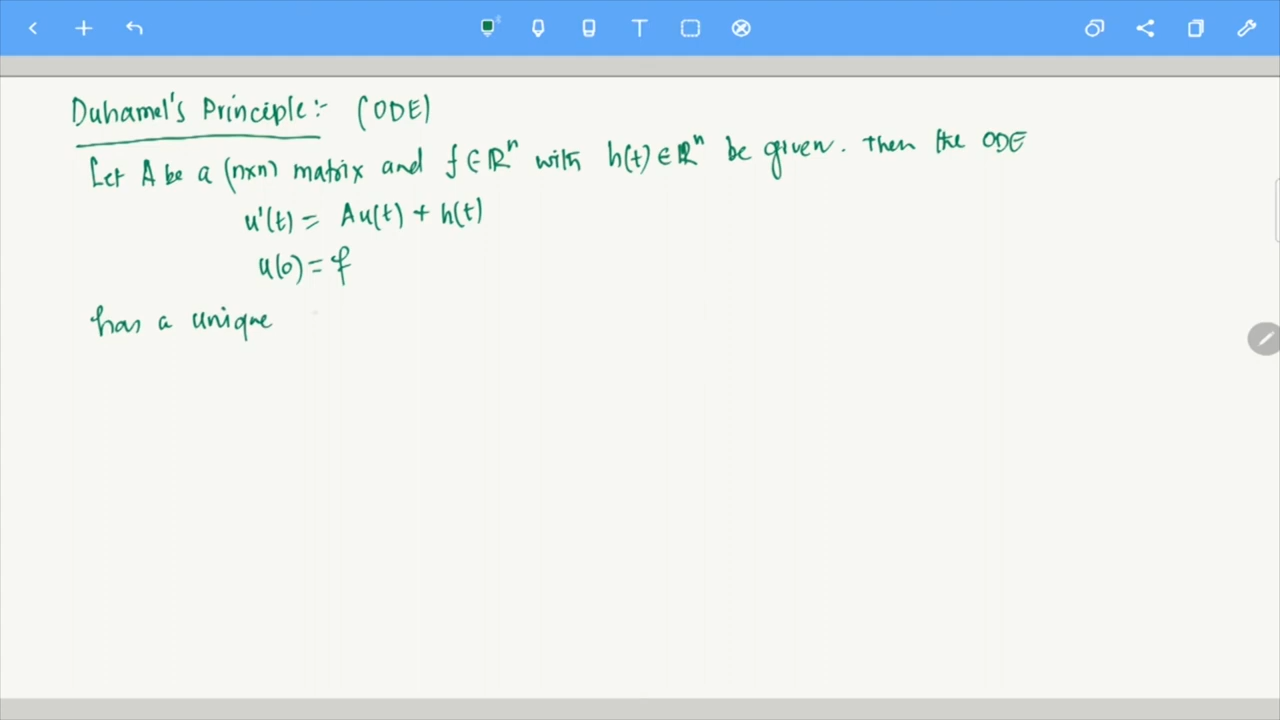 Duhamel's Principle:- (ODE)
Let A be a (n×n) matrix and f ∈ ℝⁿ with h(t) ∈ ℝⁿ be given. Then the ODE
u'(t) = Au(t) + h(t)
u(0) = f
has a unique